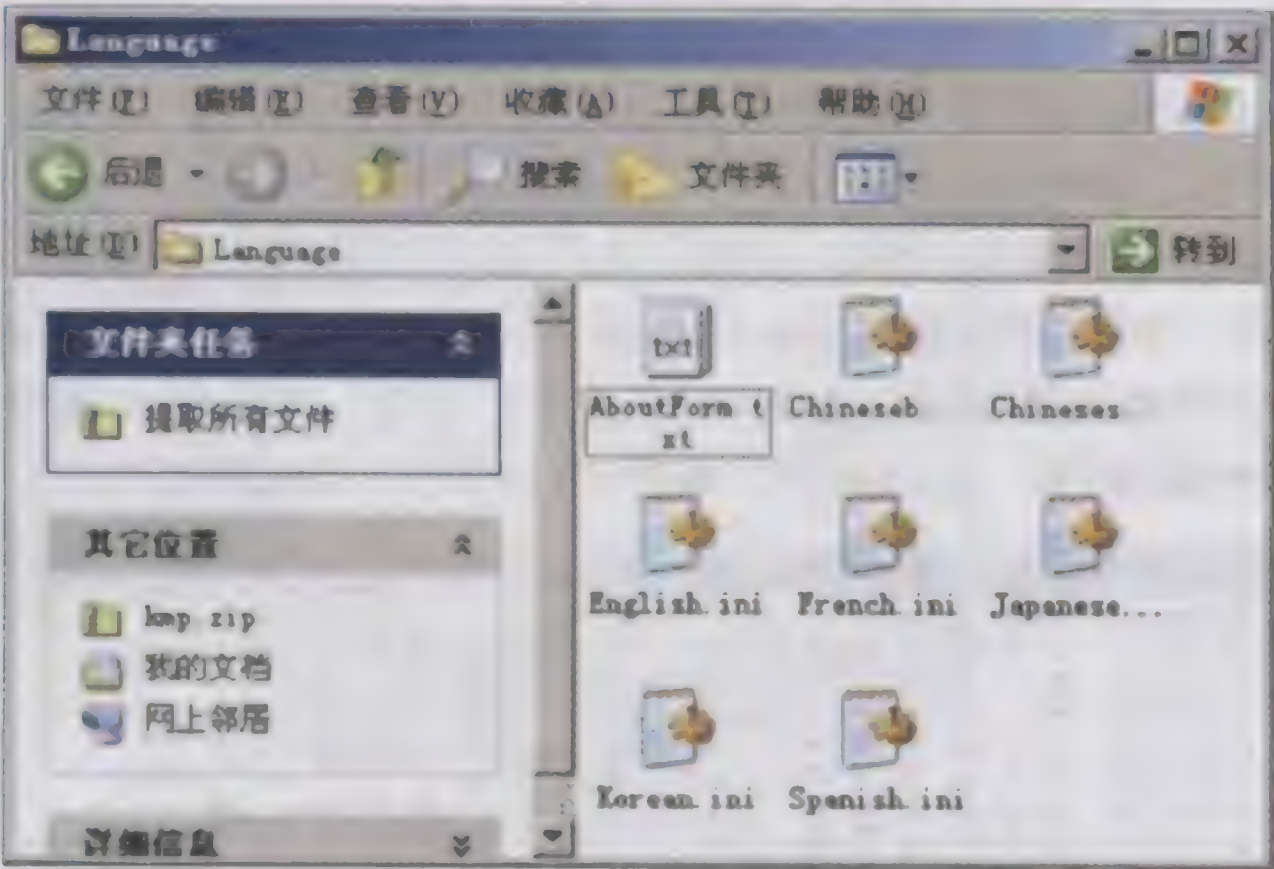 Language
文件(F) 编辑(E) 查看(V) 收藏(A) 工具(T) 帮助(H)
后退 搜索 文件夹
地址(D) Language 转到
文件夹任务
提取所有文件
其它位置
bmp zip
我的文档
网上邻居
详细信息
txt
AboutForm t
xt
Chineseb
Chineses
English.ini
French.ini
Japanese...
Korean.ini
Spanish.ini